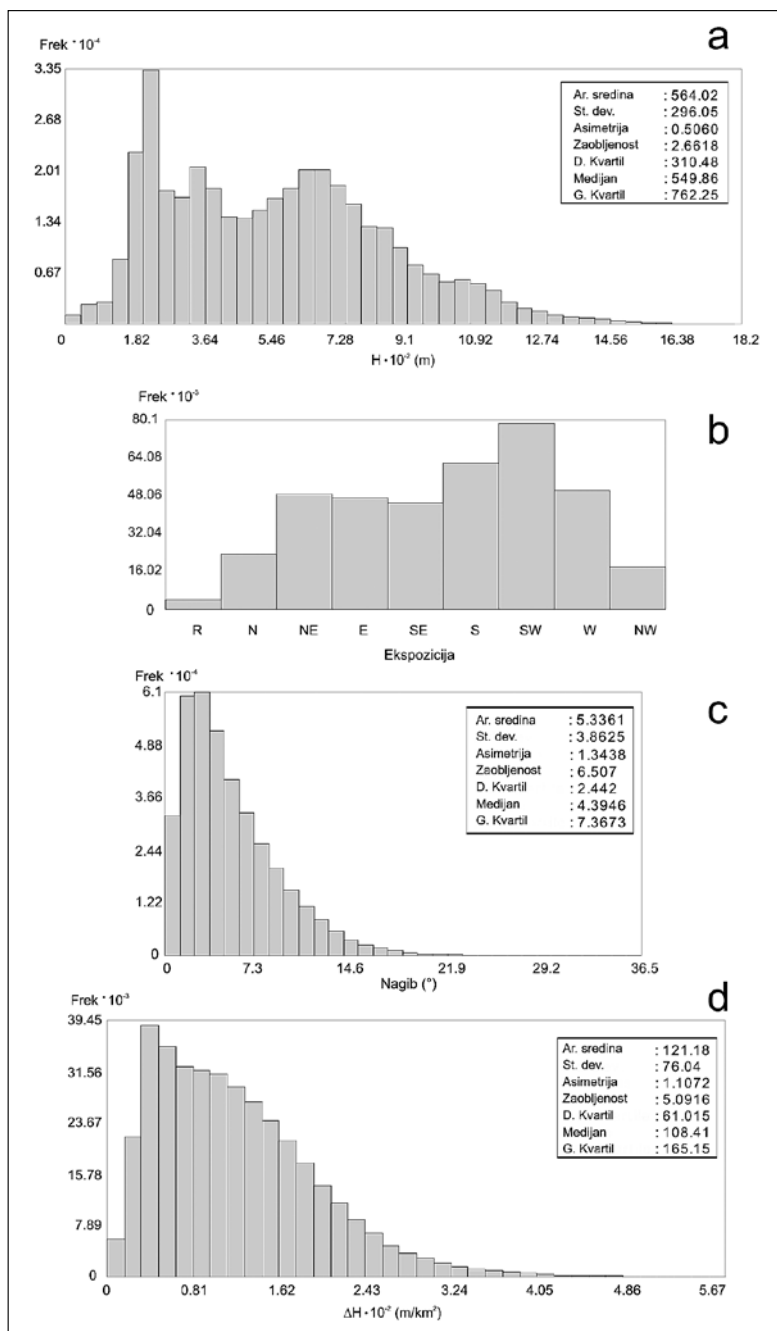 a
Frek * 10⁻⁴
3.35
2.68
2.01
1.34
0.67
0 1.82 3.64 5.46 7.28 9.1 10.92 12.74 14.56 16.38 18.2
H • 10⁻² (m)
Ar. sredina : 564.02
St. dev. : 296.05
Asimetrija : 0.5060
Zaobljenost : 2.6618
D. Kvartil : 310.48
Medijan : 549.86
G. Kvartil : 762.25
b
Frek * 10⁻³
80.1
64.08
48.06
32.04
16.02
0
R N NE E SE S SW W NW
Ekspozicija
c
Frek * 10⁻⁴
6.1
4.88
3.66
2.44
1.22
0
0 7.3 14.6 21.9 29.2 36.5
Nagib (°)
Ar. sredina : 5.3361
St. dev. : 3.8625
Asimetrija : 1.3438
Zaobljenost : 6.507
D. Kvartil : 2.442
Medijan : 4.3946
G. Kvartil : 7.3673
d
Frek * 10⁻³
39.45
31.56
23.67
15.78
7.89
0
0 0.81 1.62 2.43 3.24 4.05 4.86 5.67
ΔH • 10⁻² (m/km²)
Ar. sredina : 121.18
St. dev. : 76.04
Asimetrija : 1.1072
Zaobljenost : 5.0916
D. Kvartil : 61.015
Medijan : 108.41
G. Kvartil : 165.15